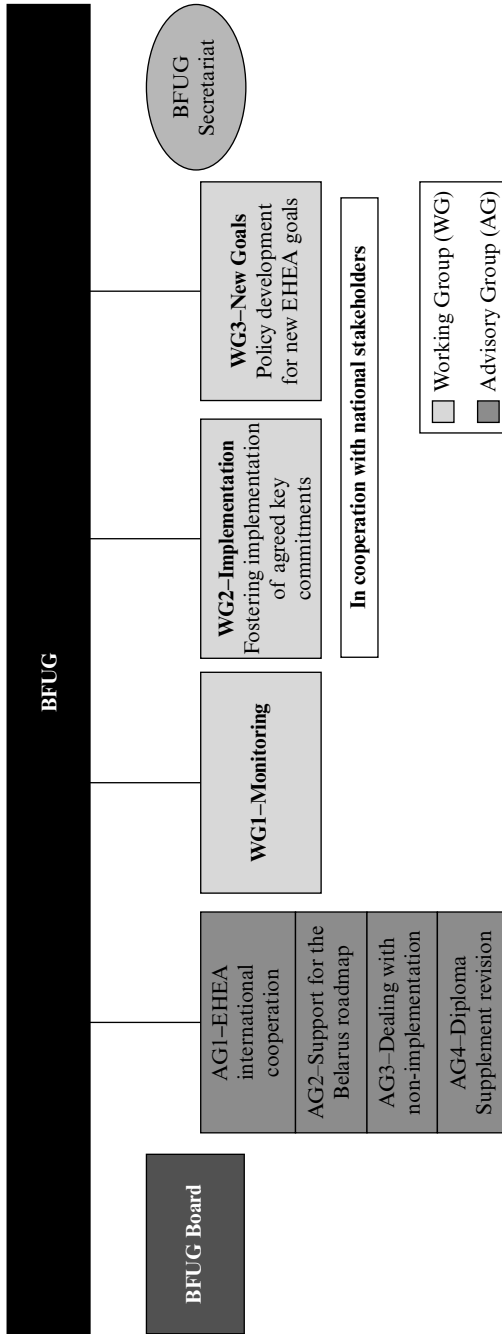 BFUG
BFUG Board
AG1–EHEA
international
cooperation
AG2–Support for the
Belarus roadmap
AG3–Dealing with
non-implementation
AG4–Diploma
Supplement revision
WG1–Monitoring
WG2–Implementation
Fostering implementation
of agreed key
commitments
WG3–New Goals
Policy development
for new EHEA goals
BFUG
Secretariat
In cooperation with national stakeholders
Working Group (WG)
Advisory Group (AG)